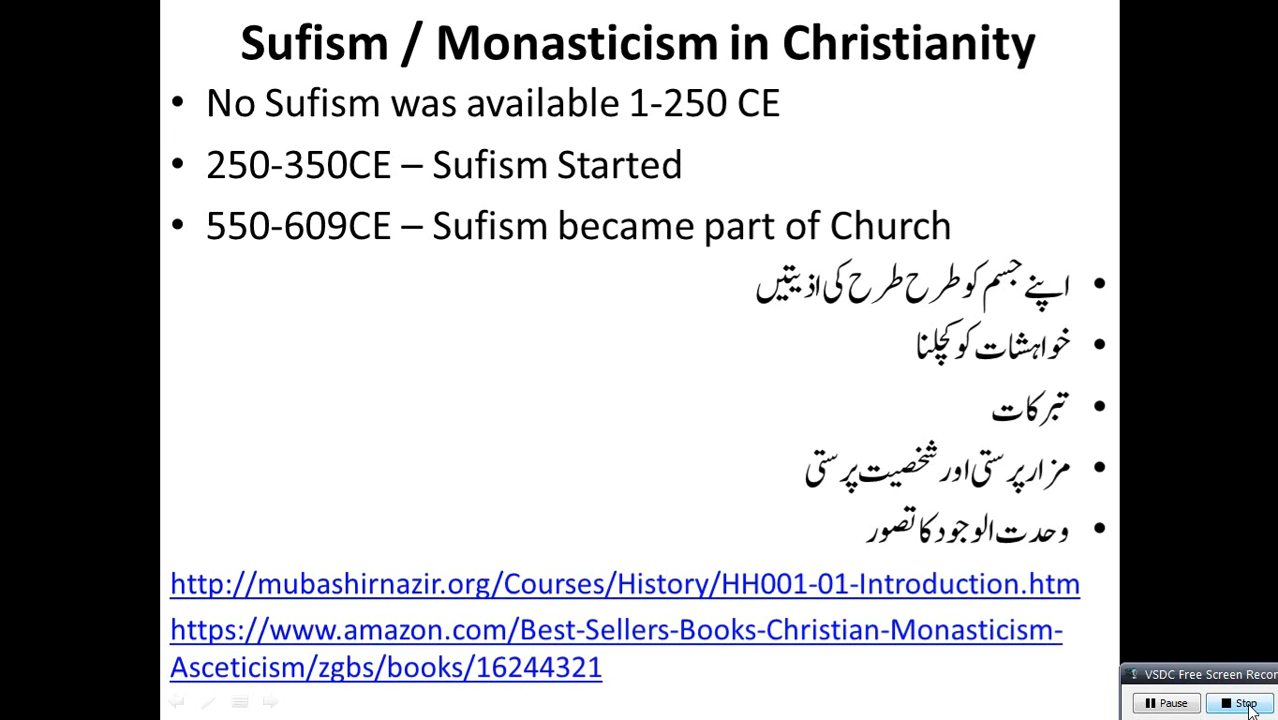 Sufism / Monasticism in Christianity
• No Sufism was available 1-250 CE
• 250-350CE – Sufism Started
• 550-609CE – Sufism became part of Church
• اپنے جسم کو طرح طرح کی اذیتیں
• خواہشات کو کچلنا
• تبرکات
• مزار پرستی اور شخصیت پرستی
• وحدت الوجود کا تصور
http://mubashirnazir.org/Courses/History/HH001-01-Introduction.htm
https://www.amazon.com/Best-Sellers-Books-Christian-Monasticism-
Asceticism/zgbs/books/16244321
VSDC Free Screen Recor
Pause Stop